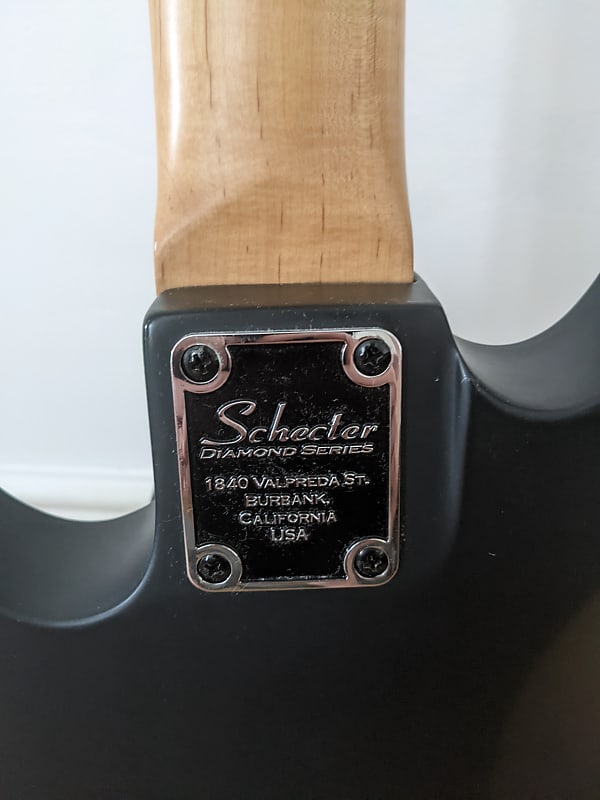 Schecter
DIAMOND SERIES
1840 VALPREDA ST.
BURBANK,
CALIFORNIA
USA